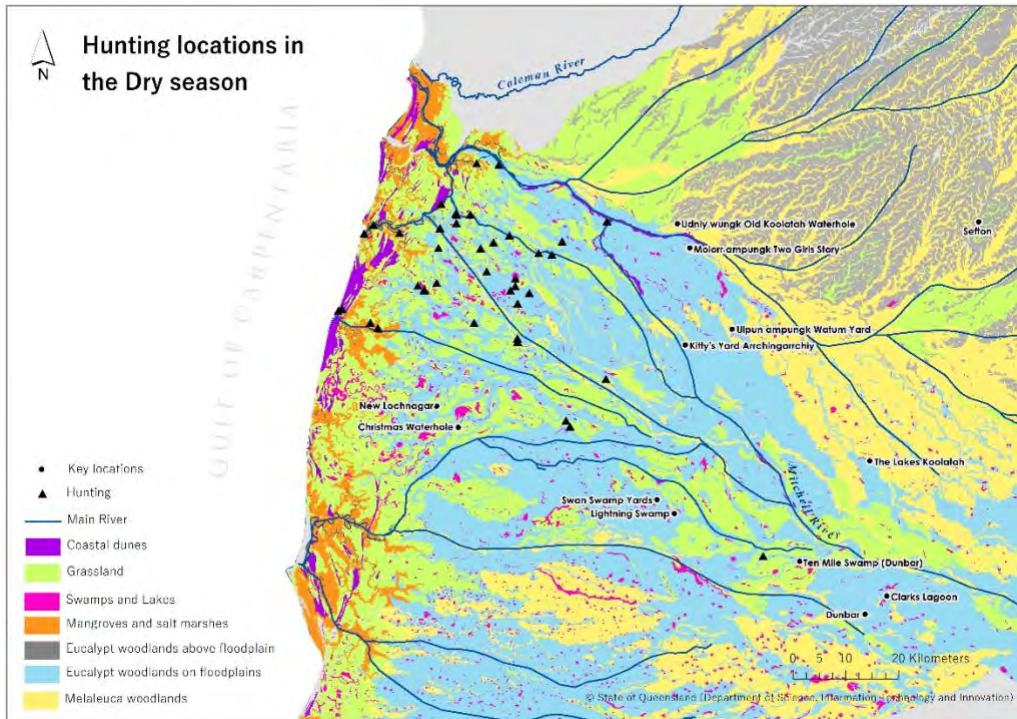 Hunting locations in
the Dry season
N
Coleman River
GULF OF CARPENTARIA
Udnly wungk Old Koolatah Waterhole
Sefton
Molorr ampungk Two Girls Story
Ulpun ampungk Watum Yard
Kitty's Yard Arrchingarrchiy
New Lochnagar
Christmas Waterhole
The Lakes Koolatah
Mitchell River
Swan Swamp Yards
Lightning Swamp
Ten Mile Swamp (Dunbar)
Clarks Lagoon
Dunbar
Key locations
Hunting
Main River
Coastal dunes
Grassland
Swamps and Lakes
Mangroves and salt marshes
Eucalypt woodlands above floodplain
Eucalypt woodlands on floodplains
Melaleuca woodlands
0 5 10 20 Kilometers
© State of Queensland (Department of Science, Information Technology and Innovation)